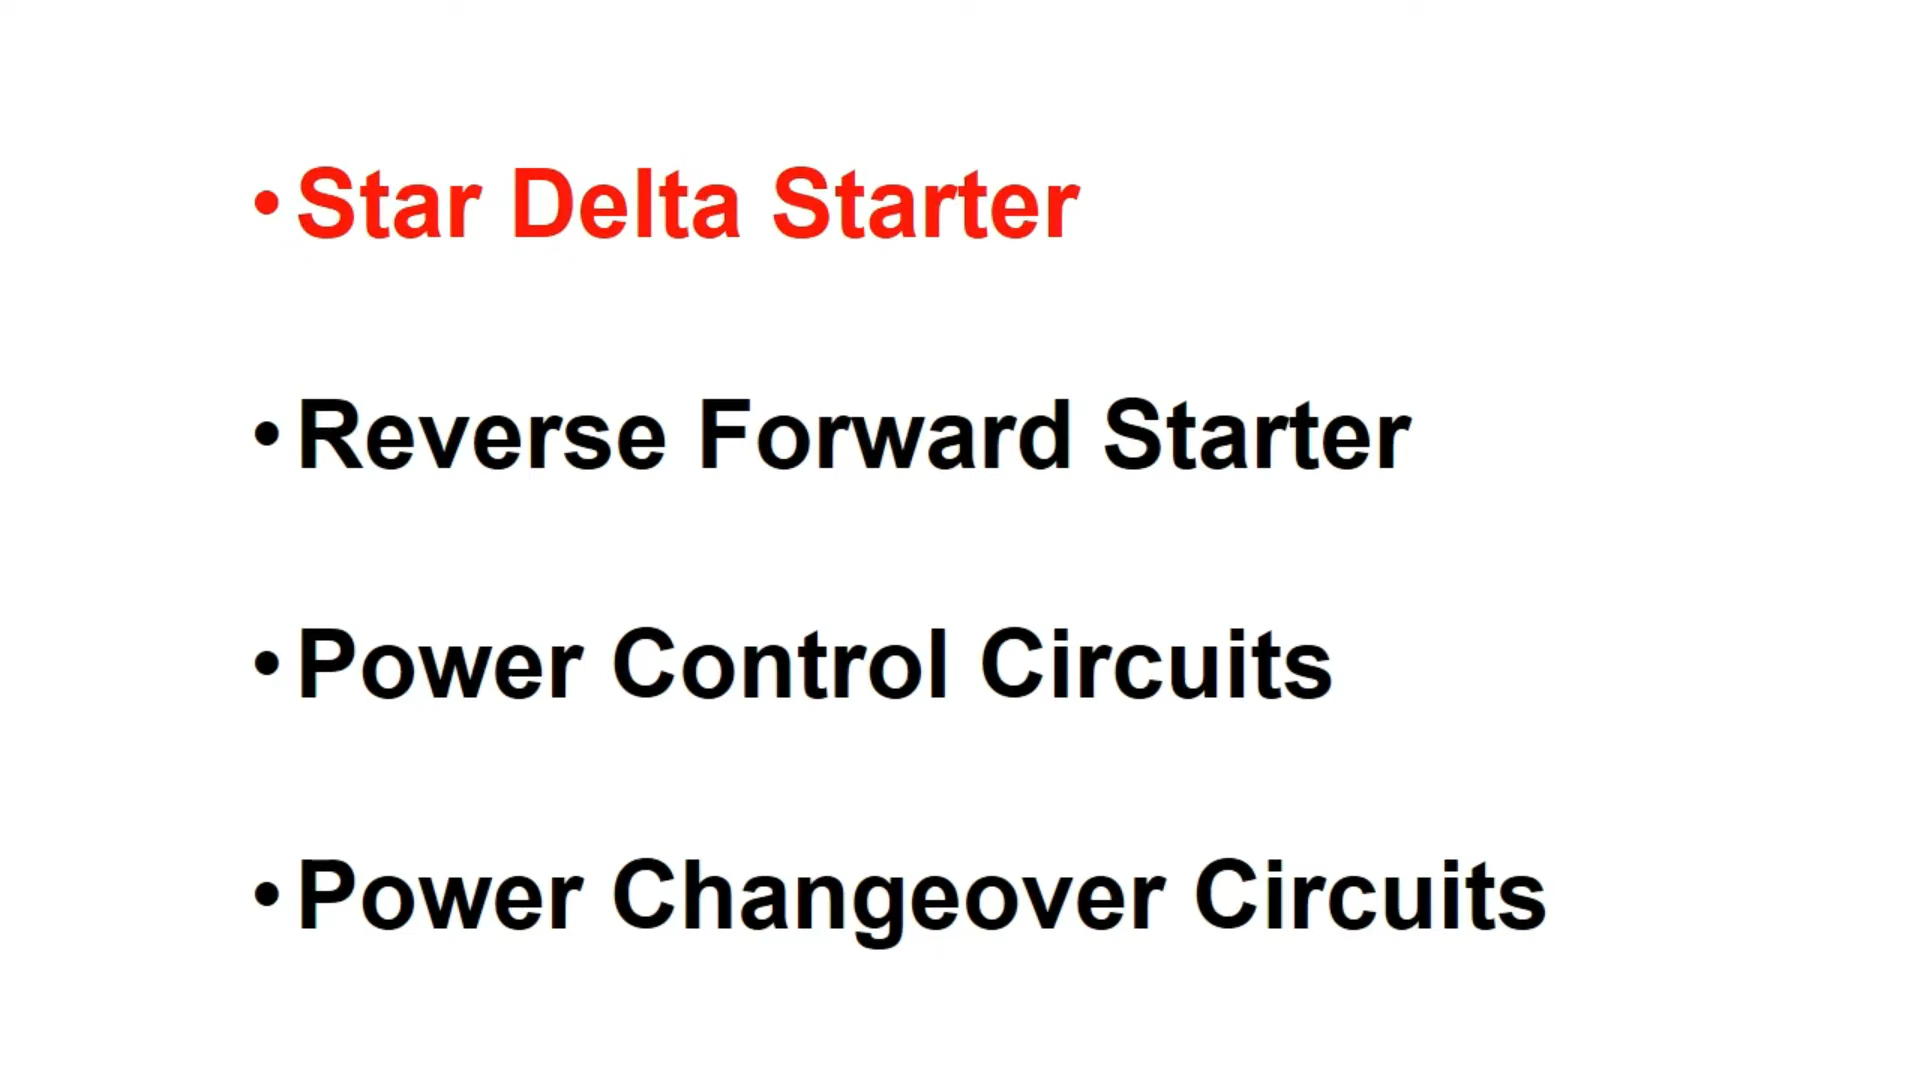 • Star Delta Starter
• Reverse Forward Starter
• Power Control Circuits
• Power Changeover Circuits